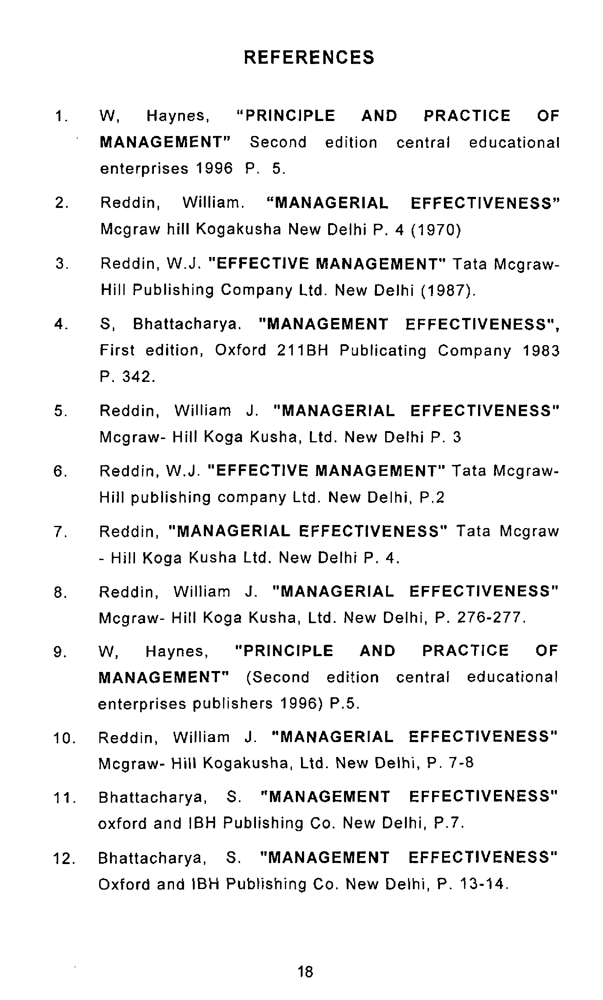 REFERENCES
1. W, Haynes, “PRINCIPLE AND PRACTICE OF
MANAGEMENT” Second edition central educational
enterprises 1996 P. 5.
2. Reddin, William. “MANAGERIAL EFFECTIVENESS”
Mcgraw hill Kogakusha New Delhi P. 4 (1970)
3. Reddin, W.J. "EFFECTIVE MANAGEMENT" Tata Mcgraw-
Hill Publishing Company Ltd. New Delhi (1987).
4. S, Bhattacharya. "MANAGEMENT EFFECTIVENESS",
First edition, Oxford 211BH Publicating Company 1983
P. 342.
5. Reddin, William J. "MANAGERIAL EFFECTIVENESS"
Mcgraw- Hill Koga Kusha, Ltd. New Delhi P. 3
6. Reddin, W.J. "EFFECTIVE MANAGEMENT" Tata Mcgraw-
Hill publishing company Ltd. New Delhi, P.2
7. Reddin, "MANAGERIAL EFFECTIVENESS" Tata Mcgraw
- Hill Koga Kusha Ltd. New Delhi P. 4.
8. Reddin, William J. "MANAGERIAL EFFECTIVENESS"
Mcgraw- Hill Koga Kusha, Ltd. New Delhi, P. 276-277.
9. W, Haynes, "PRINCIPLE AND PRACTICE OF
MANAGEMENT" (Second edition central educational
enterprises publishers 1996) P.5.
10. Reddin, William J. "MANAGERIAL EFFECTIVENESS"
Mcgraw- Hill Kogakusha, Ltd. New Delhi, P. 7-8
11. Bhattacharya, S. "MANAGEMENT EFFECTIVENESS"
oxford and IBH Publishing Co. New Delhi, P.7.
12. Bhattacharya, S. "MANAGEMENT EFFECTIVENESS"
Oxford and IBH Publishing Co. New Delhi, P. 13-14.
18